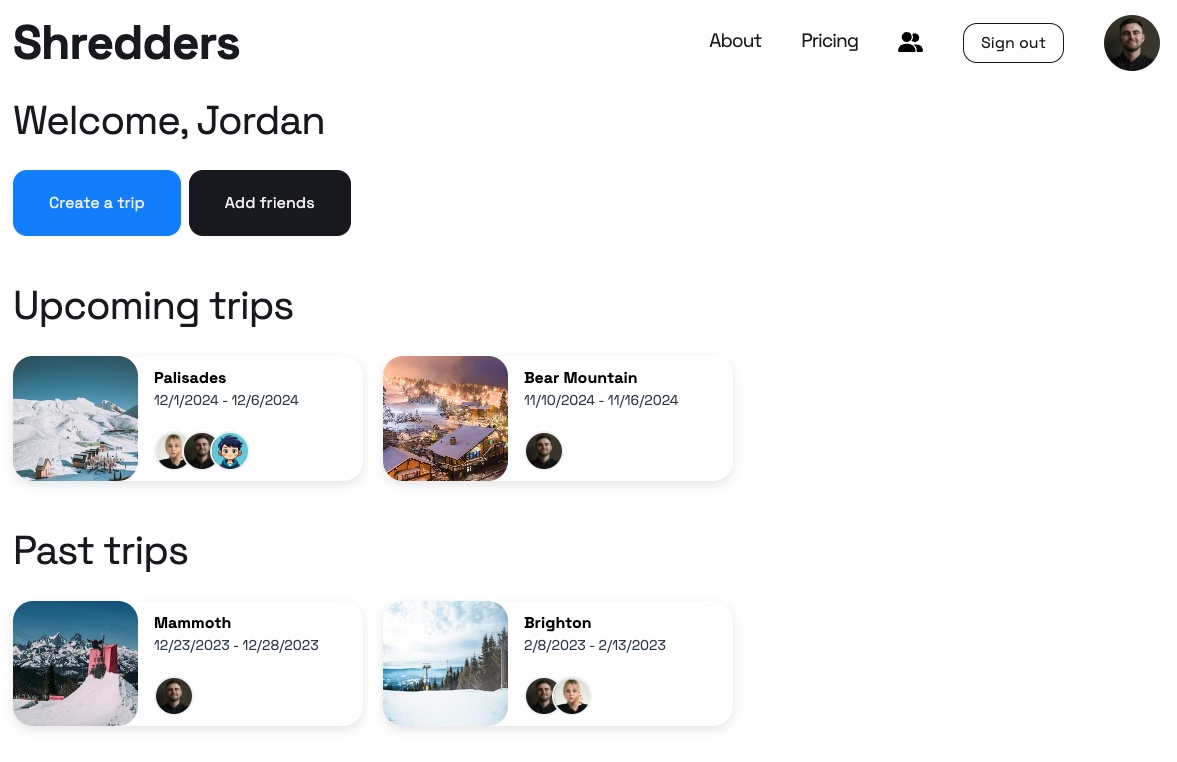 Shredders
About
Pricing
Sign out
Welcome, Jordan
Create a trip
Add friends
Upcoming trips
Palisades
12/1/2024 - 12/6/2024
Bear Mountain
11/10/2024 - 11/16/2024
Past trips
Mammoth
12/23/2023 - 12/28/2023
Brighton
2/8/2023 - 2/13/2023